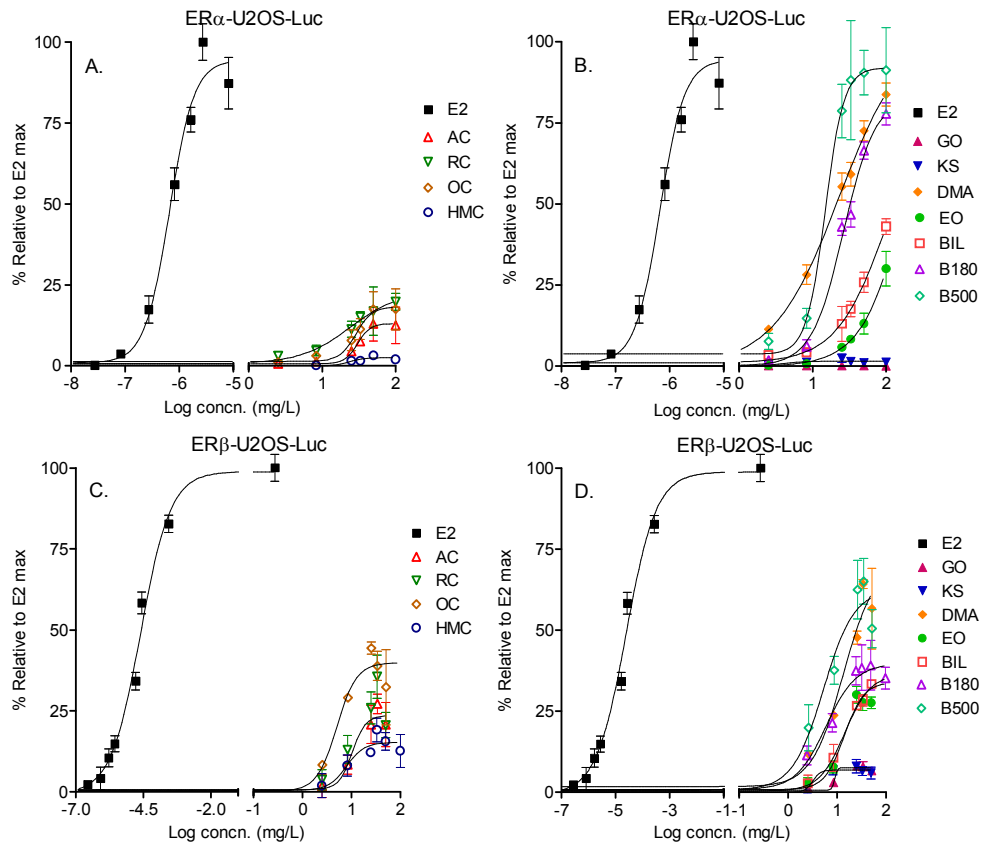 ERα-U2OS-Luc
A.
% Relative to E2 max
100
75
50
25
0
-8 -7 -6 -5 0 1 2
Log concn. (mg/L)
E2
AC
RC
OC
HMC
ERα-U2OS-Luc
B.
% Relative to E2 max
100
75
50
25
0
-8 -7 -6 -5 0 1 2
Log concn. (mg/L)
E2
GO
KS
DMA
EO
BIL
B180
B500
ERβ-U2OS-Luc
C.
% Relative to E2 max
100
75
50
25
0
-7.0 -4.5 -2.0 -1 0 1 2
Log concn. (mg/L)
E2
AC
RC
OC
HMC
ERβ-U2OS-Luc
D.
% Relative to E2 max
100
75
50
25
0
-7 -5 -3 -1 -1 0 1 2
Log concn. (mg/L)
E2
GO
KS
DMA
EO
BIL
B180
B500